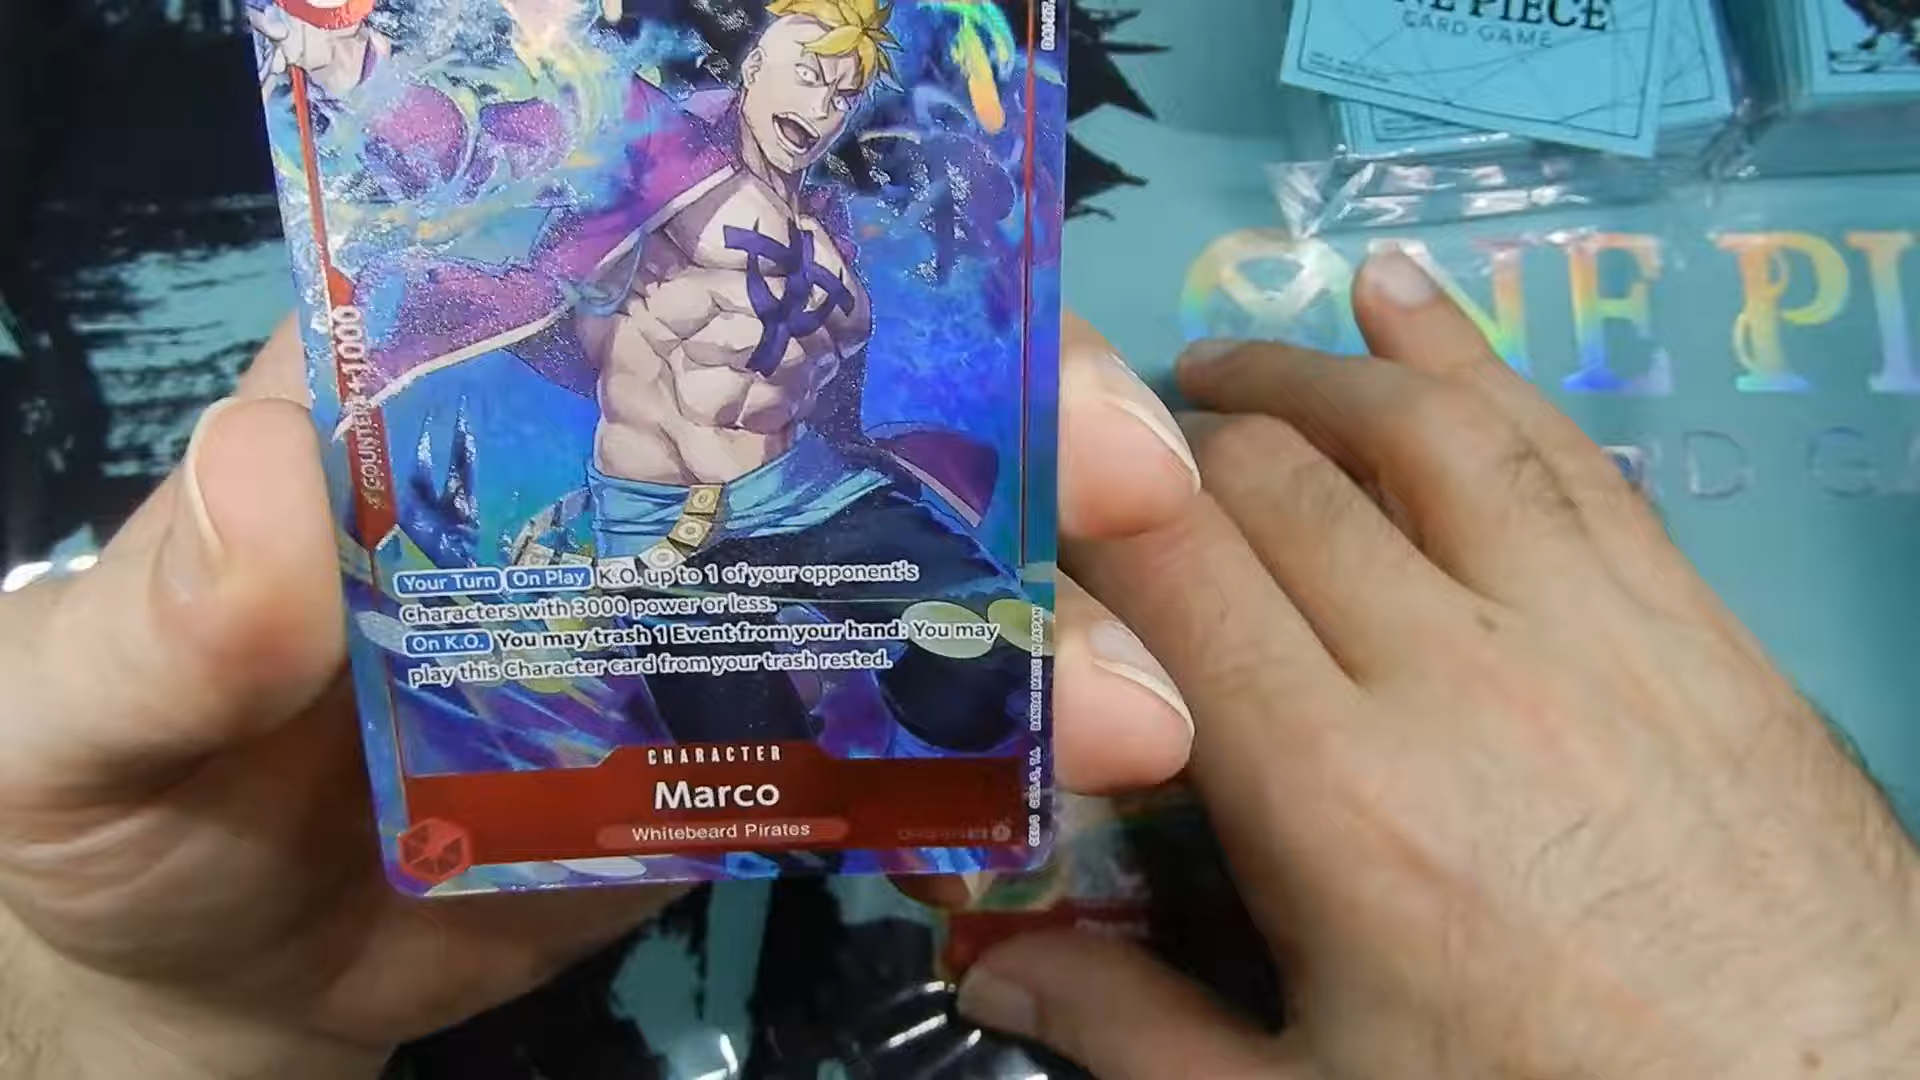 ONE PIECE
CARD GAME
ONE PI
COUNTER +1000
Your Turn On Play K.O. up to 1 of your opponent's
Characters with 3000 power or less.
On K.O. You may trash 1 Event from your hand: You may
play this Character card from your trash rested.
BANDAI MADE IN JAPAN
CHARACTER
Marco
Whitebeard Pirates